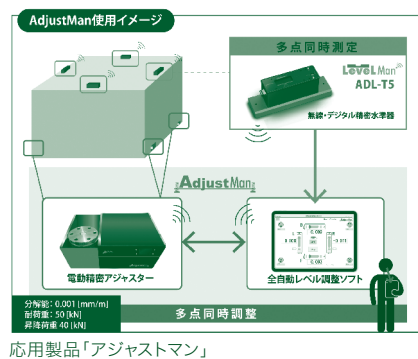 AdjustMan使用イメージ
多点同時測定
LeveL Man
ADL-T5
無線・デジタル精密水準器
AdjustMan
電動精密アジャスター
全自動レベル調整ソフト
分解能：0.001 [mm/m]
耐荷重：50 [kN]
昇降荷重 40 [kN]
多点同時調整
応用製品「アジャストマン」